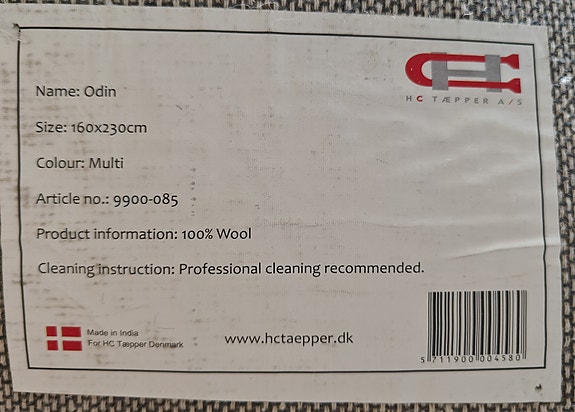 HC TÆPPER A/S
Name: Odin
Size: 160x230cm
Colour: Multi
Article no.: 9900-085
Product information: 100% Wool
Cleaning instruction: Professional cleaning recommended.
Made in India
For HC Tæpper Denmark
www.hctaepper.dk
5 711900 004580